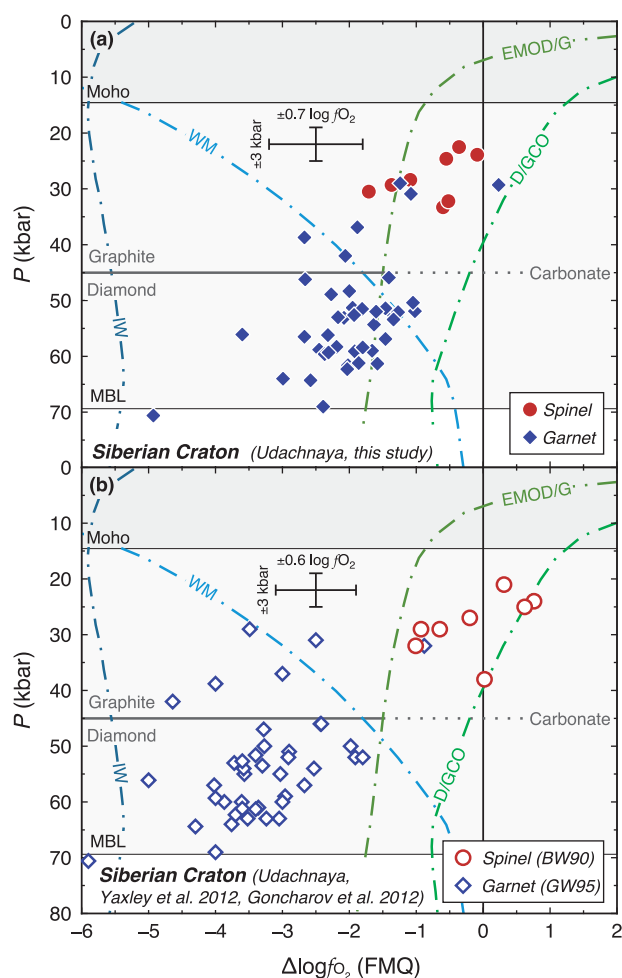 (a)
0
10
20
30
40
50
60
70
P (kbar)
Moho
EMOD/G
WM
±0.7 log fO₂
±3 kbar
D/GCO
Graphite
Diamond
Carbonate
IW
MBL
Spinel
Garnet
Siberian Craton (Udachnaya, this study)
(b)
0
10
20
30
40
50
60
70
80
P (kbar)
Moho
EMOD/G
WM
±0.6 log fO₂
±3 kbar
D/GCO
Graphite
Diamond
Carbonate
IW
MBL
Spinel (BW90)
Garnet (GW95)
Siberian Craton (Udachnaya,
Yaxley et al. 2012, Goncharov et al. 2012)
−6 −5 −4 −3 −2 −1 0 1 2
Δlogfo₂ (FMQ)